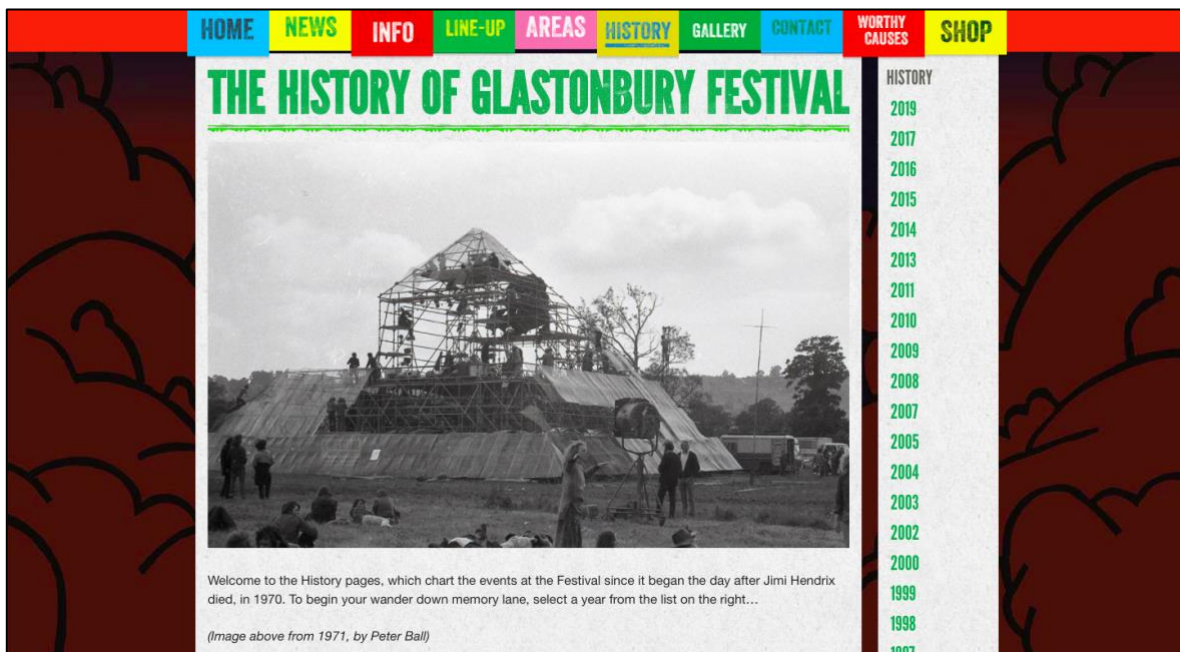 HOME
NEWS
INFO
LINE-UP
AREAS
HISTORY
GALLERY
CONTACT
WORTHY
CAUSES
SHOP
THE HISTORY OF GLASTONBURY FESTIVAL
Welcome to the History pages, which chart the events at the Festival since it began the day after Jimi Hendrix
died, in 1970. To begin your wander down memory lane, select a year from the list on the right…
(Image above from 1971, by Peter Ball)
HISTORY
2019
2017
2016
2015
2014
2013
2011
2010
2009
2008
2007
2005
2004
2003
2002
2000
1999
1998
1997